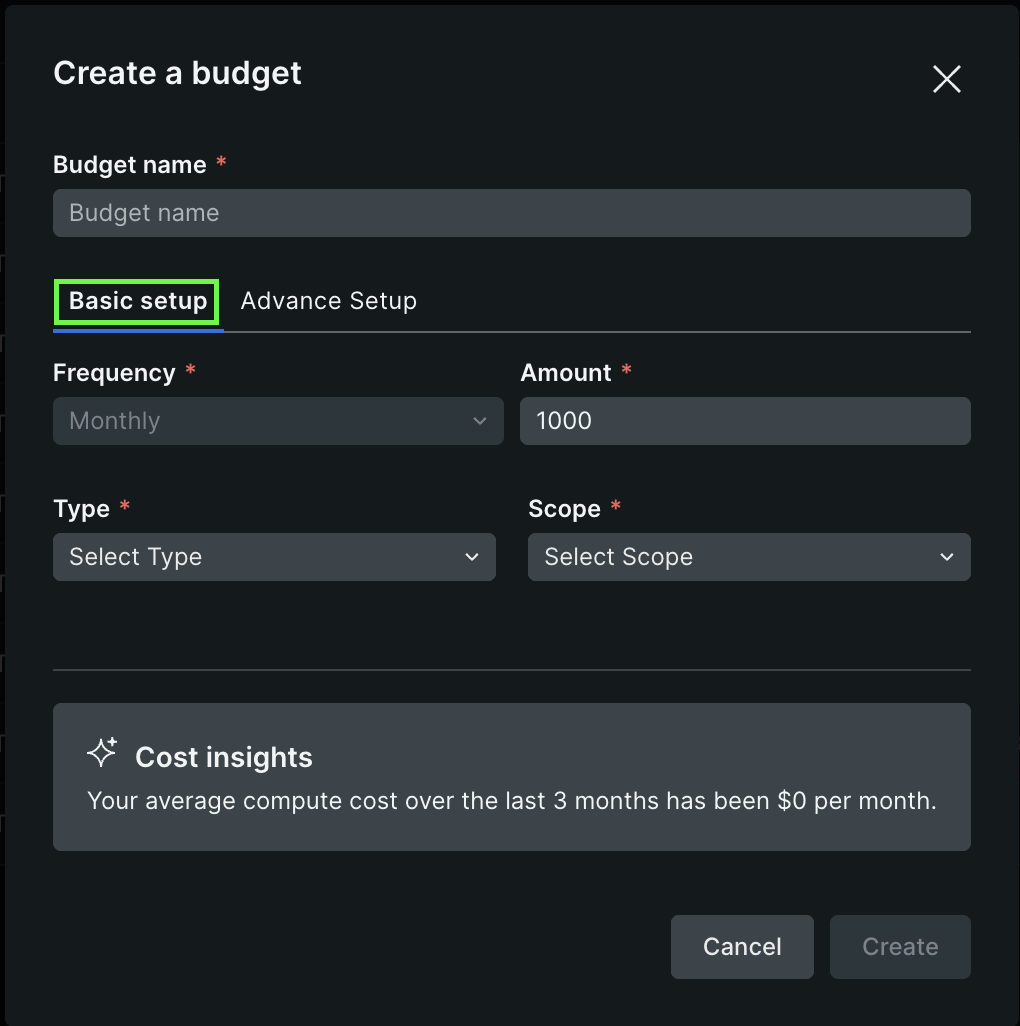 Create a budget
Budget name *
Budget name
Basic setup Advance Setup
Frequency * Amount *
Monthly 1000
Type * Scope *
Select Type Select Scope
Cost insights
Your average compute cost over the last 3 months has been $0 per month.
Cancel Create